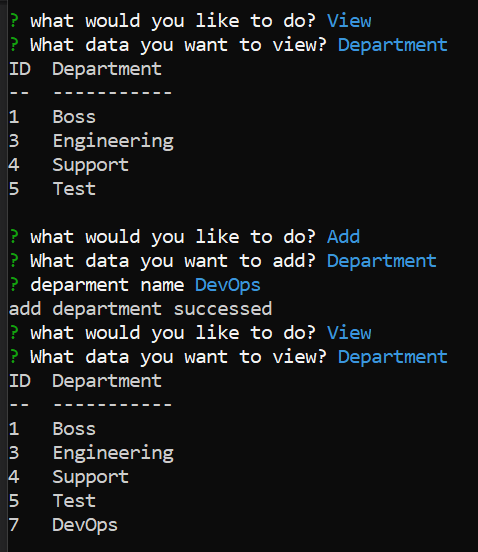 ? what would you like to do? View
? What data you want to view? Department
ID  Department
--  -----------
1   Boss
3   Engineering
4   Support
5   Test
? what would you like to do? Add
? What data you want to add? Department
? deparment name DevOps
add department successed
? what would you like to do? View
? What data you want to view? Department
ID  Department
--  -----------
1   Boss
3   Engineering
4   Support
5   Test
7   DevOps